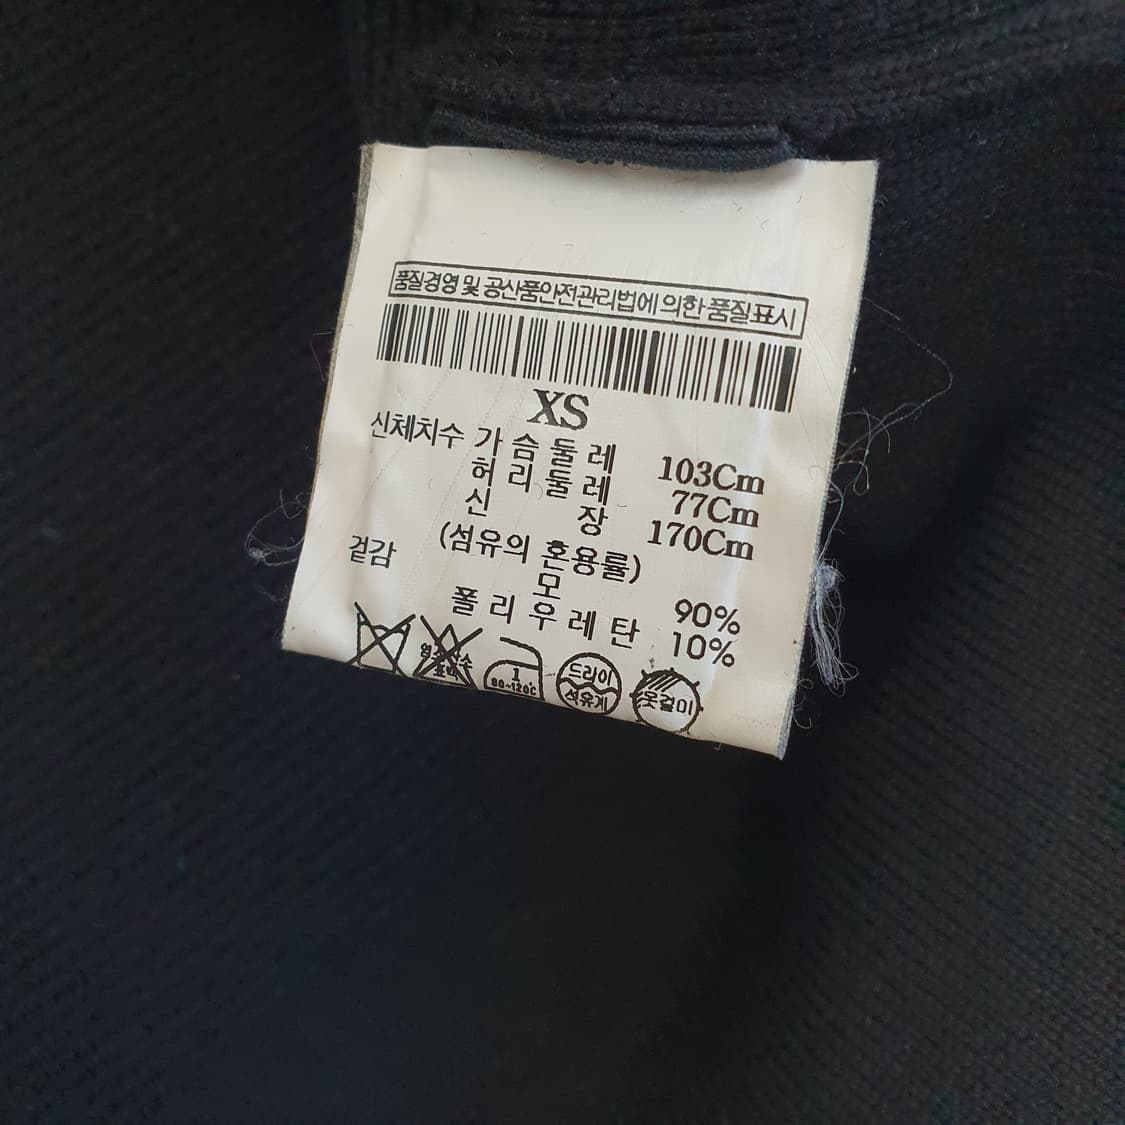 품질경영 및 공산품안전관리법에 의한 품질표시
XS
신체치수 가슴둘레 103Cm
허리둘레 77Cm
신장 170Cm
(섬유의 혼용률)
겉감 모 90%
폴리우레탄 10%
1
80~120℃
드라이
석유계
옷걸이